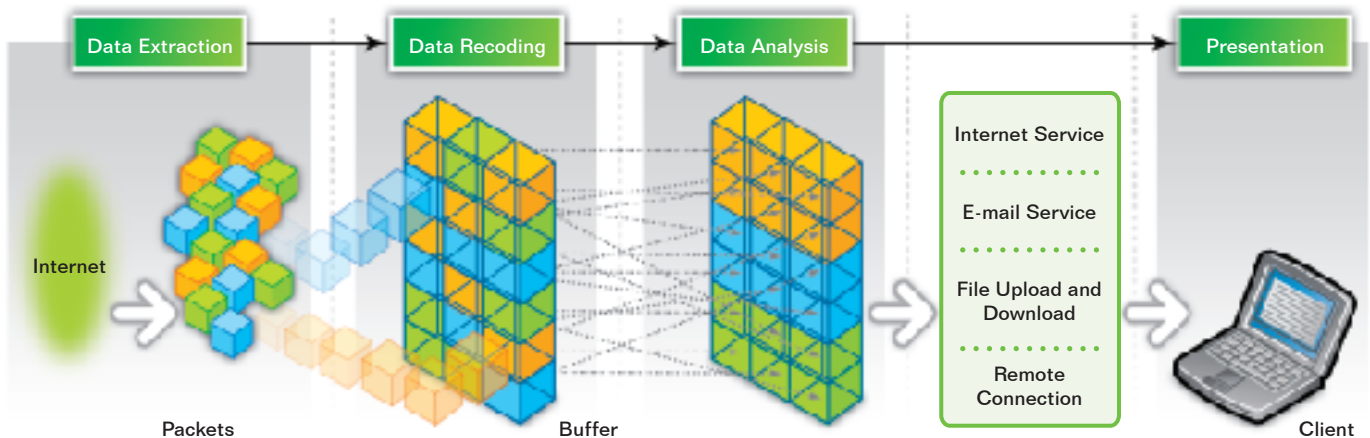 Data Extraction
Data Recoding
Data Analysis
Presentation
Internet
Packets
Buffer
Internet Service
E-mail Service
File Upload and
Download
Remote
Connection
Client